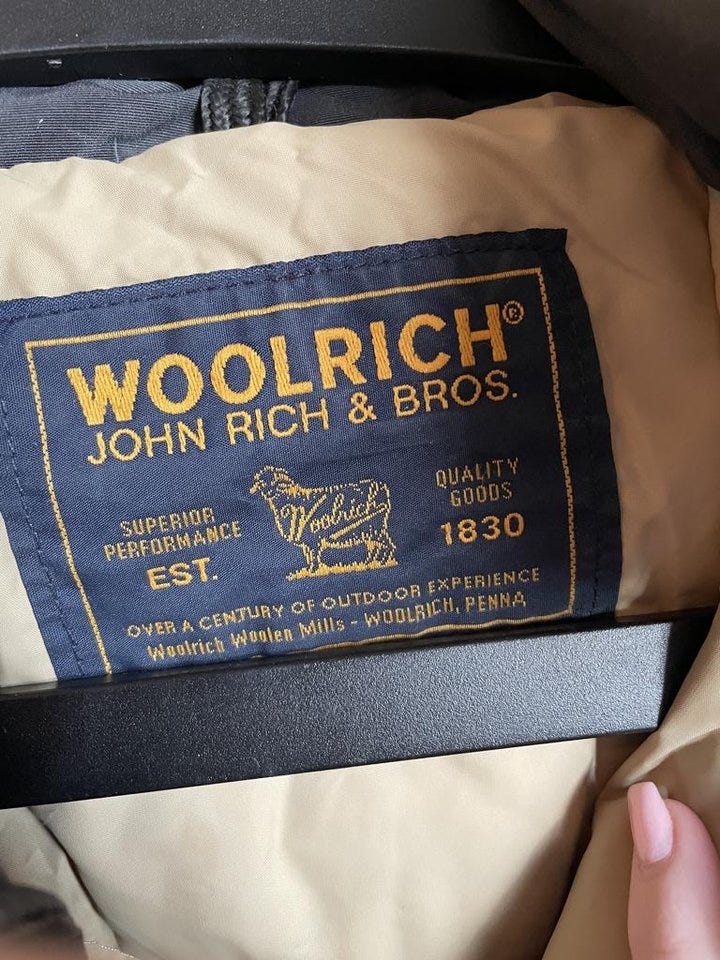 WOOLRICH®
JOHN RICH & BROS.
SUPERIOR
PERFORMANCE
EST.
Woolrich
QUALITY
GOODS
1830
OVER A CENTURY OF OUTDOOR EXPERIENCE
Woolrich Woolen Mills - WOOLRICH, PENNA